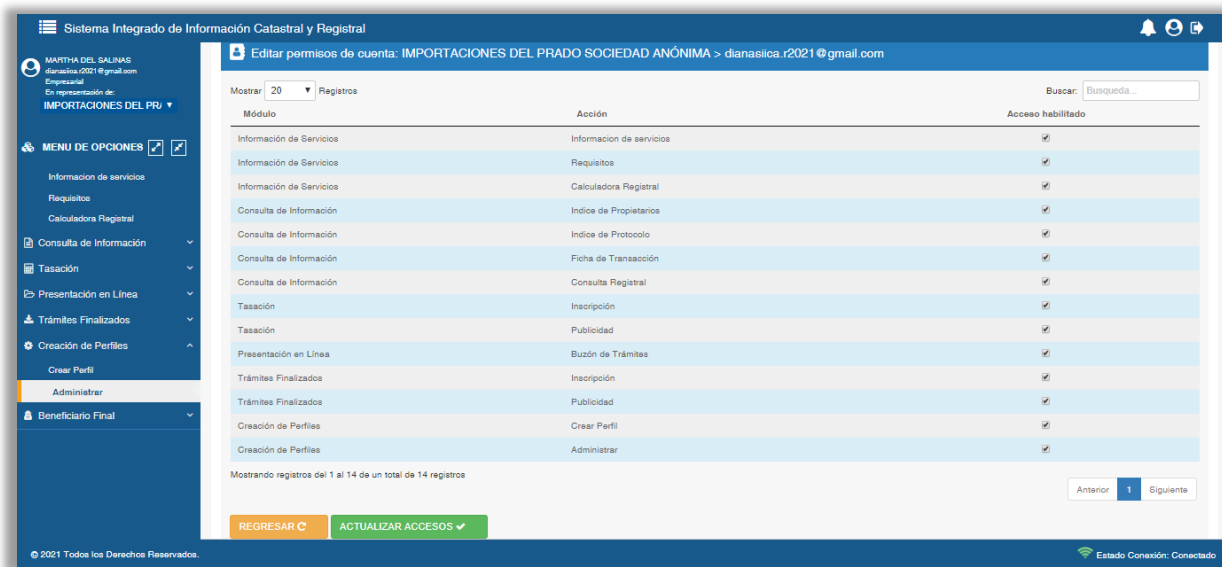 Sistema Integrado de Información Catastral y Registral
MARTHA DEL SALINAS
dianasiica.r2021@gmail.com
Empresarial
En representación de:
IMPORTACIONES DEL PR/
MENU DE OPCIONES
Informacion de servicios
Requisitos
Calculadora Registral
Consulta de Información
Tasación
Presentación en Línea
Trámites Finalizados
Creación de Perfiles
Crear Perfil
Administrar
Beneficiario Final
Editar permisos de cuenta: IMPORTACIONES DEL PRADO SOCIEDAD ANÓNIMA > dianasiica.r2021@gmail.com
Mostrar 20 Registros Buscar: Busqueda...
Módulo Acción Acceso habilitado
Información de Servicios Informacion de servicios
Información de Servicios Requisitos
Información de Servicios Calculadora Registral
Consulta de Información Indice de Propietarios
Consulta de Información Indice de Protocolo
Consulta de Información Ficha de Transacción
Consulta de Información Consulta Registral
Tasación Inscripción
Tasación Publicidad
Presentación en Línea Buzón de Trámites
Trámites Finalizados Inscripción
Trámites Finalizados Publicidad
Creación de Perfiles Crear Perfil
Creación de Perfiles Administrar
Mostrando registros del 1 al 14 de un total de 14 registros
Anterior 1 Siguiente
REGRESAR ACTUALIZAR ACCESOS
© 2021 Todos los Derechos Reservados. Estado Conexión: Conectado